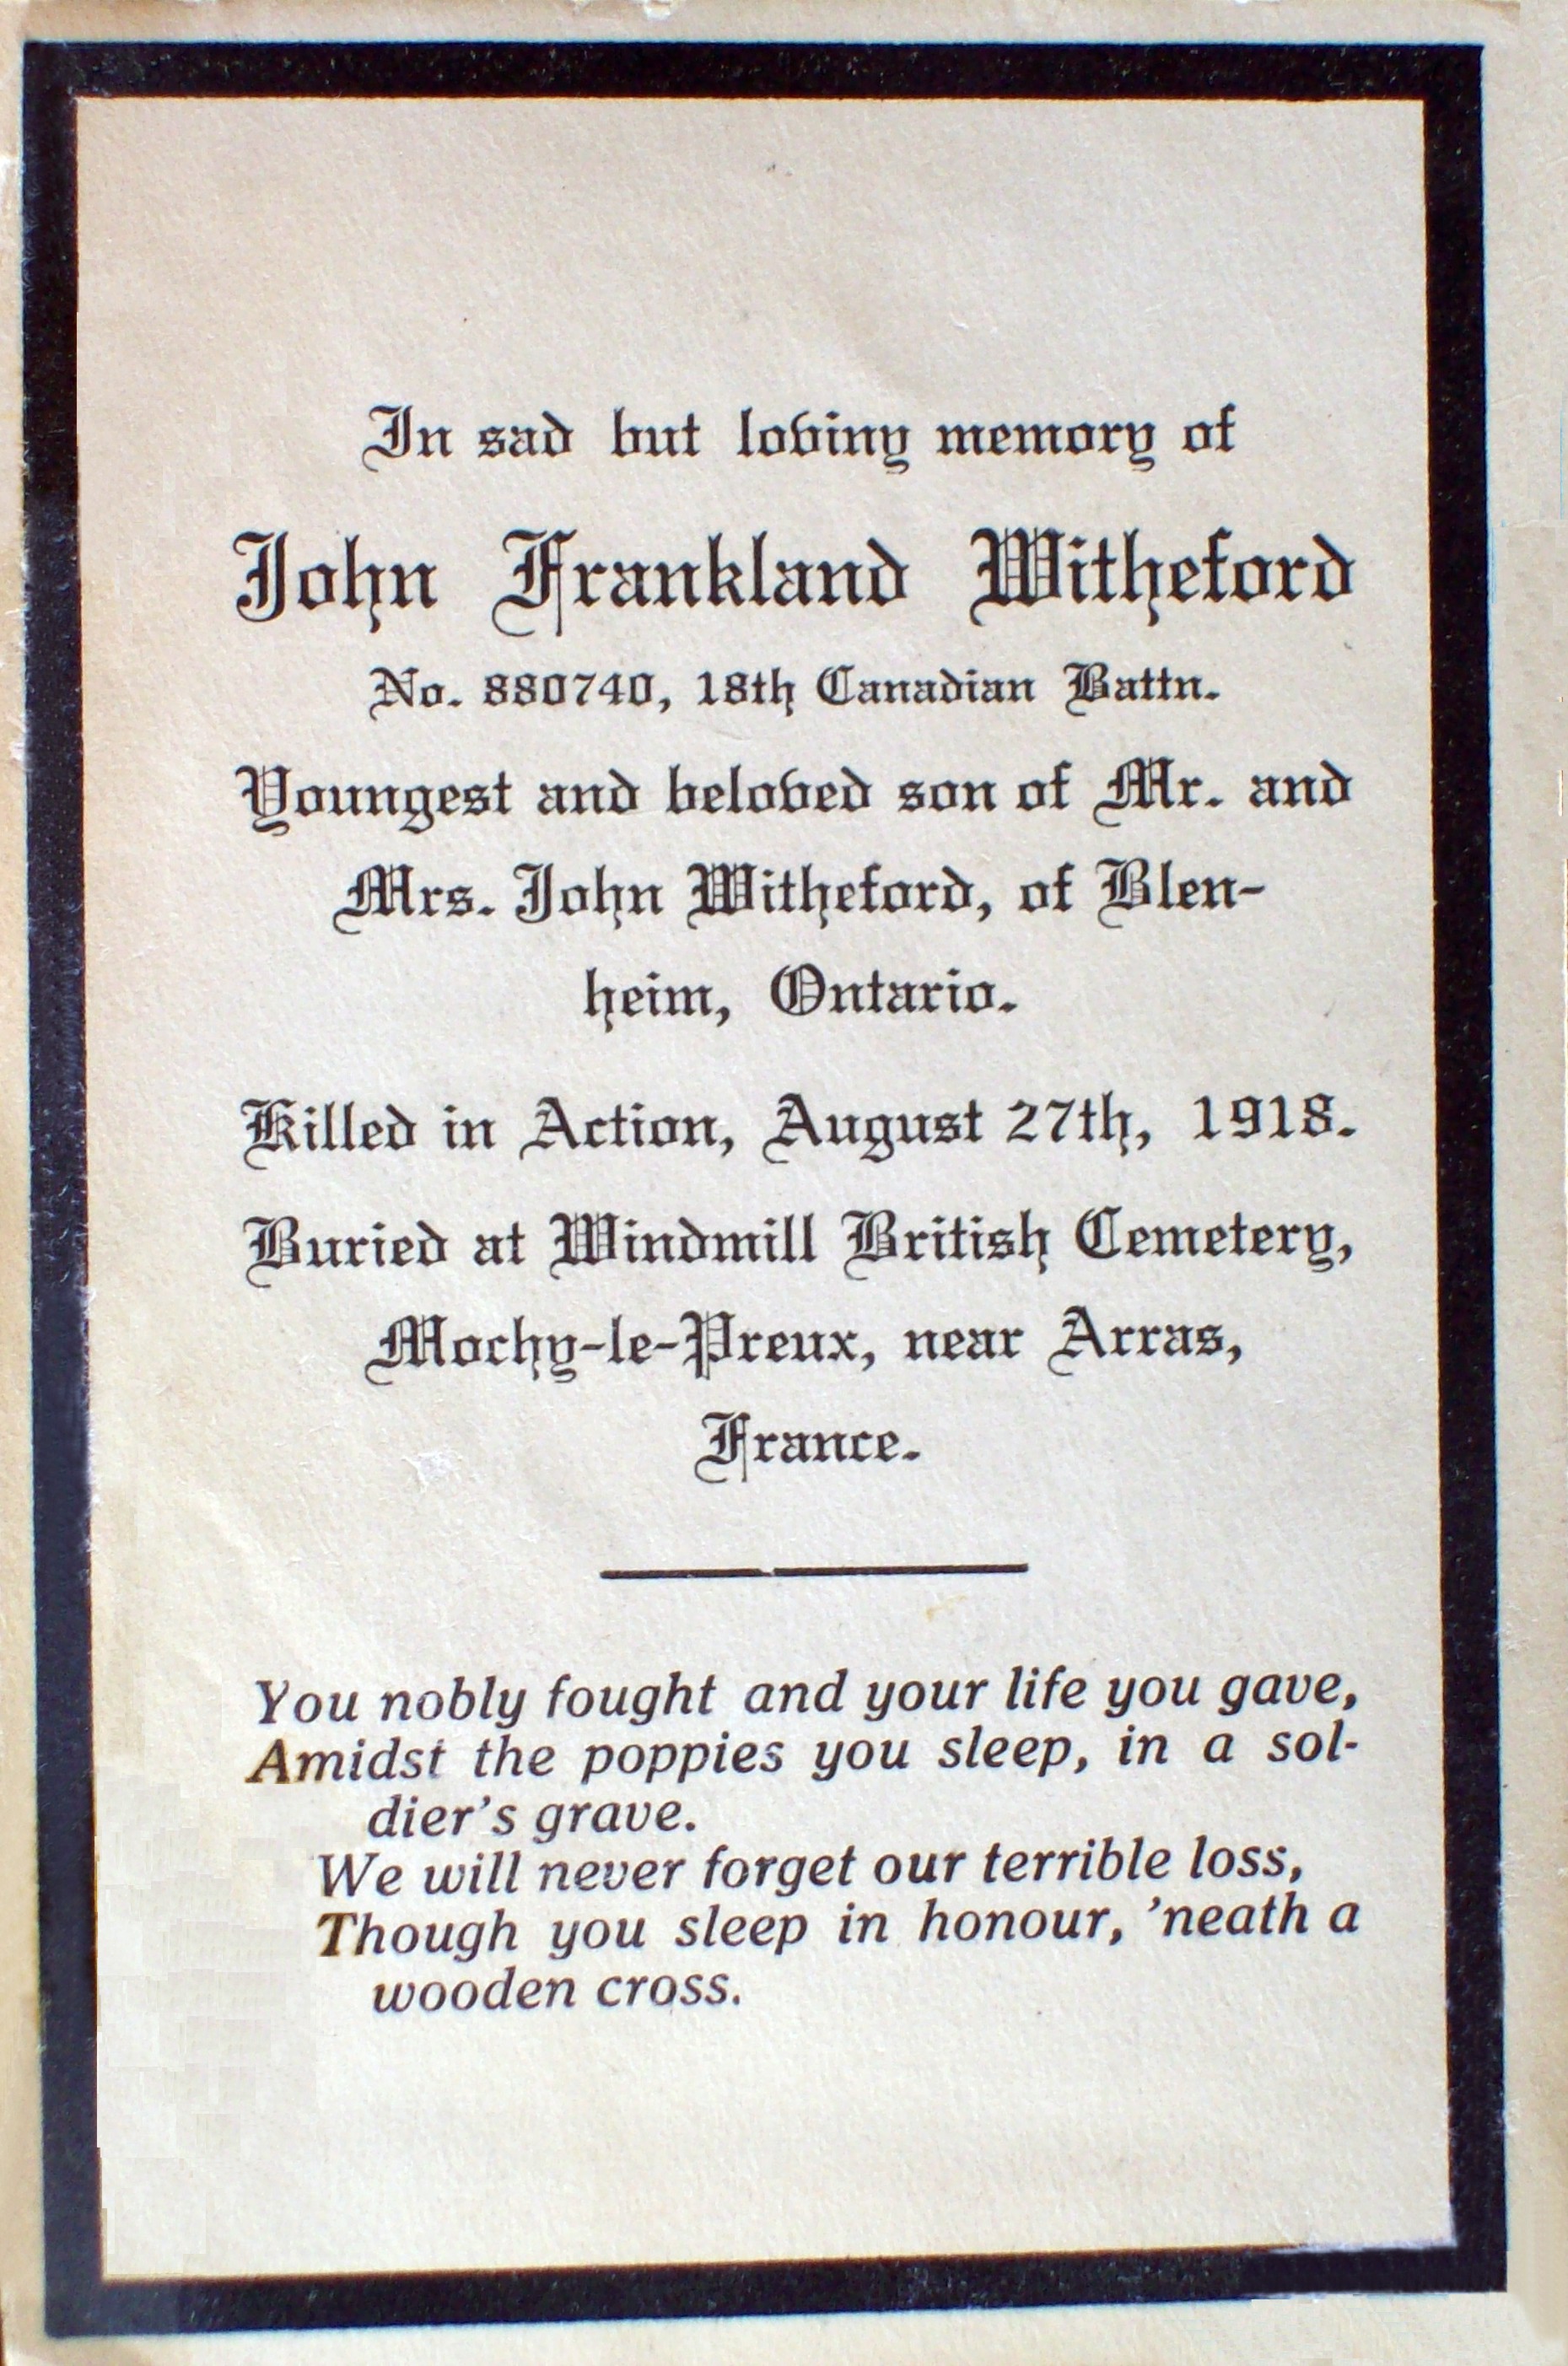 In sad but loving memory of
John Frankland Witheford
No. 880740, 18th Canadian Battn.
Youngest and beloved son of Mr. and
Mrs. John Witheford, of Blen-
heim, Ontario.
Killed in Action, August 27th, 1918.
Buried at Windmill British Cemetery,
Mochy-le-Preux, near Arras,
France.
You nobly fought and your life you gave,
Amidst the poppies you sleep, in a sol-
dier's grave.
We will never forget our terrible loss,
Though you sleep in honour, 'neath a
wooden cross.